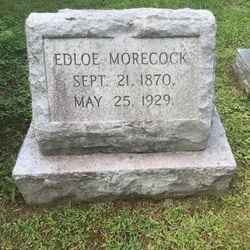 EDLOE MORECOCK
SEPT. 21, 1870,
MAY 25, 1929.